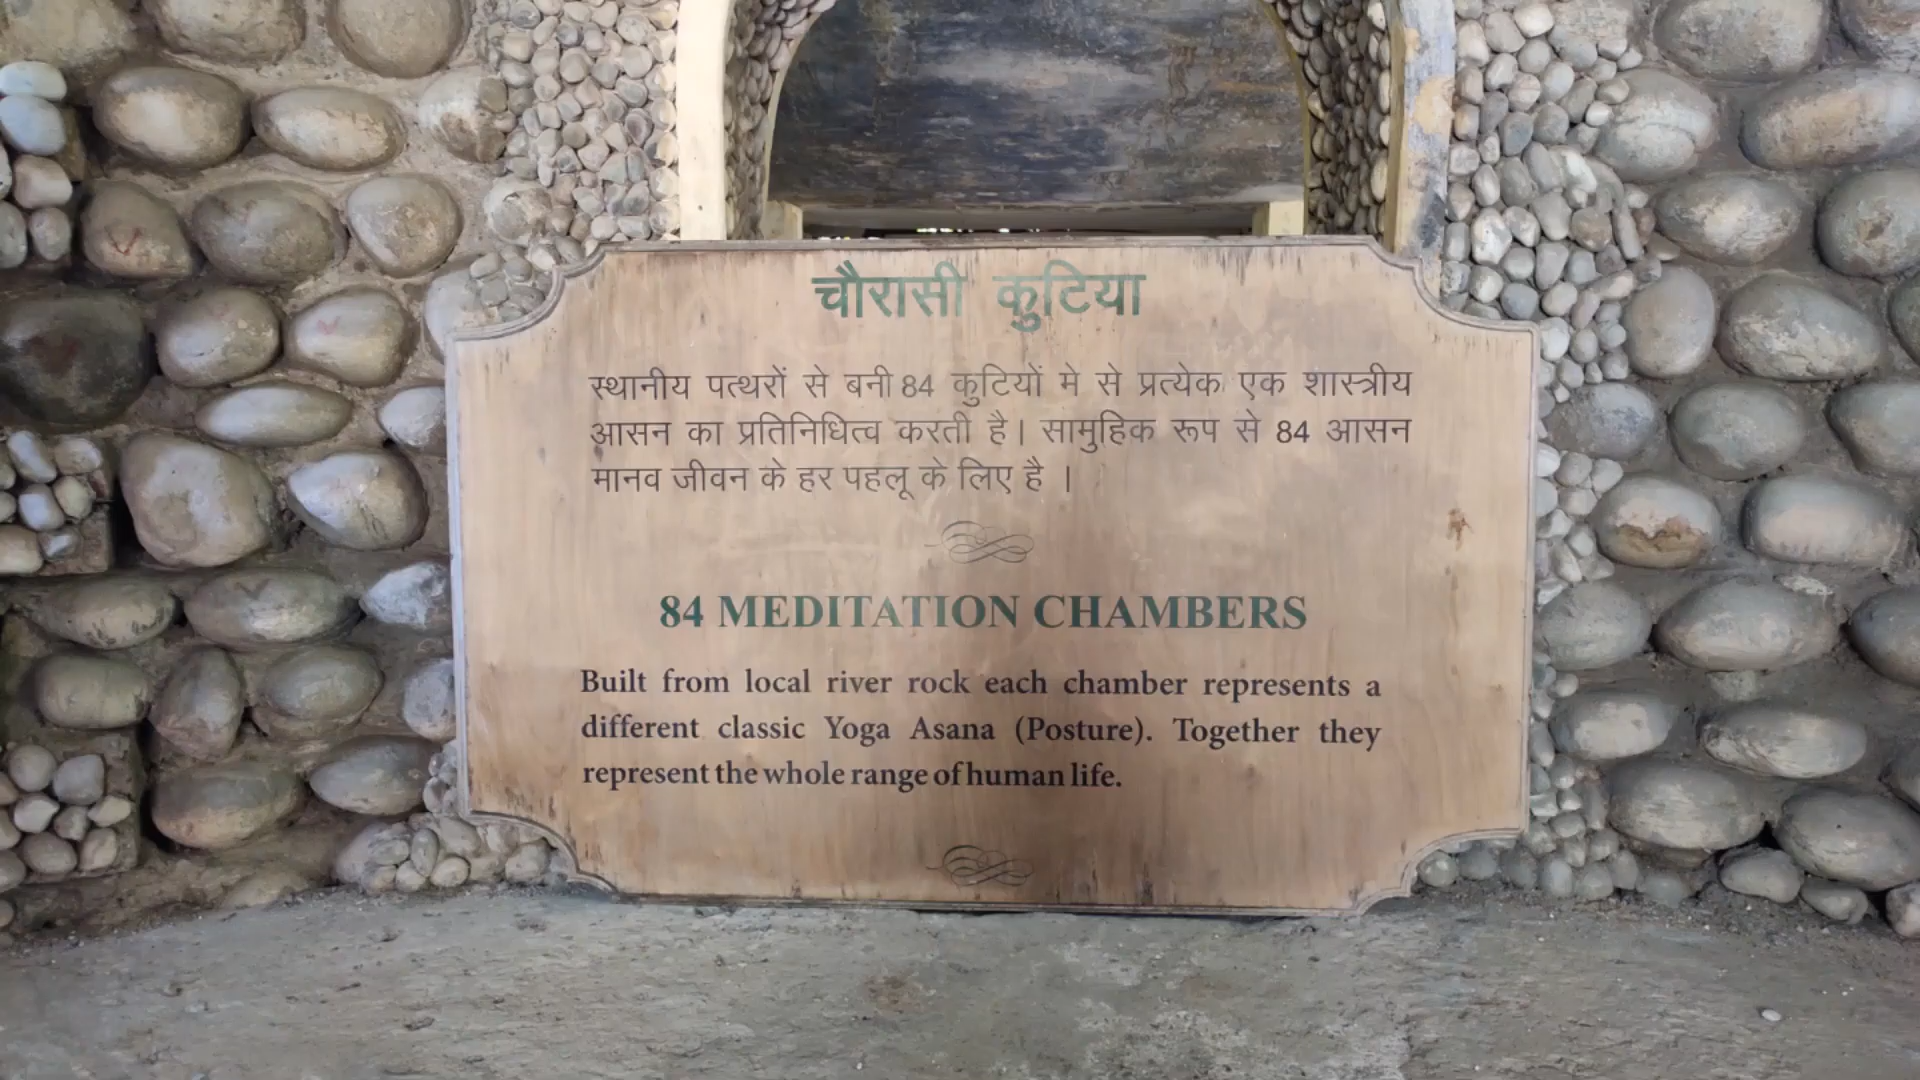 चौरासी कुटिया
स्थानीय पत्थरों से बनी 84 कुटियों मे से प्रत्येक एक शास्त्रीय
आसन का प्रतिनिधित्व करती है। सामुहिक रूप से 84 आसन
मानव जीवन के हर पहलू के लिए है ।
84 MEDITATION CHAMBERS
Built from local river rock each chamber represents a
different classic Yoga Asana (Posture). Together they
represent the whole range of human life.